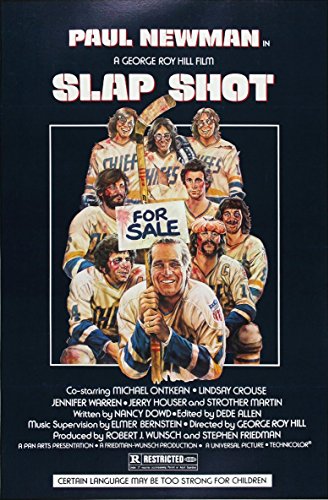 PAUL NEWMAN IN
A GEORGE ROY HILL FILM
SLAP SHOT
CHIEFS
CHIEFS
FOR
SALE
C
Co-starring MICHAEL ONTKEAN • LINDSAY CROUSE
JENNIFER WARREN • JERRY HOUSER and STROTHER MARTIN
Written by NANCY DOWD • Edited by DEDE ALLEN
Music Supervision by ELMER BERNSTEIN • Directed by GEORGE ROY HILL
Produced by ROBERT J. WUNSCH and STEPHEN FRIEDMAN
A PAN ARTS PRESENTATION • A FRIEDMAN-WUNSCH PRODUCTION • A UNIVERSAL PICTURE • TECHNICOLOR®
R RESTRICTED
CERTAIN LANGUAGE MAY BE TOO STRONG FOR CHILDREN